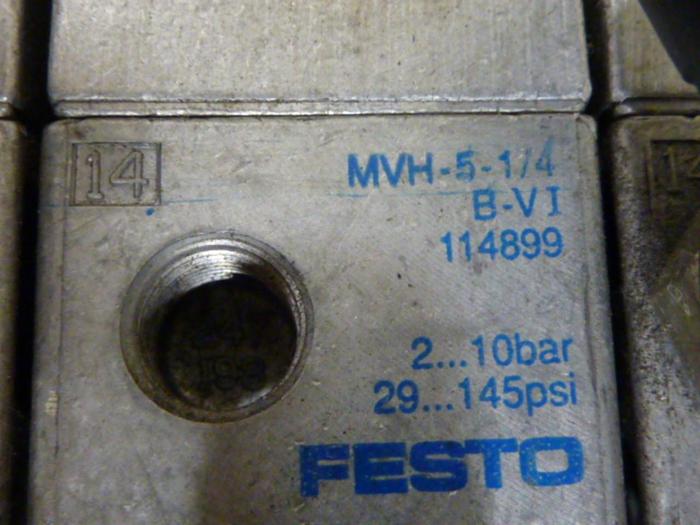 14
MVH-5-1/4
B-VI
114899
2...10bar
29...145psi
FESTO